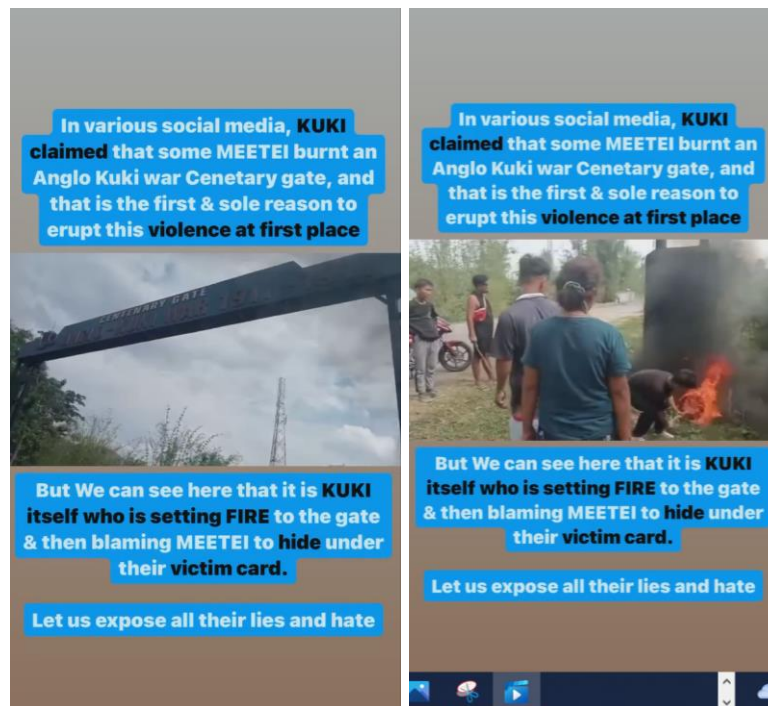 In various social media, KUKI
claimed that some MEETEI burnt an
Anglo Kuki war Cenetary gate, and
that is the first & sole reason to
erupt this violence at first place
CENTENARY GATE
But We can see here that it is KUKI
itself who is setting FIRE to the gate
& then blaming MEETEI to hide under
their victim card.
Let us expose all their lies and hate
In various social media, KUKI
claimed that some MEETEI burnt an
Anglo Kuki war Cenetary gate, and
that is the first & sole reason to
erupt this violence at first place
But We can see here that it is KUKI
itself who is setting FIRE to the gate
& then blaming MEETEI to hide under
their victim card.
Let us expose all their lies and hate